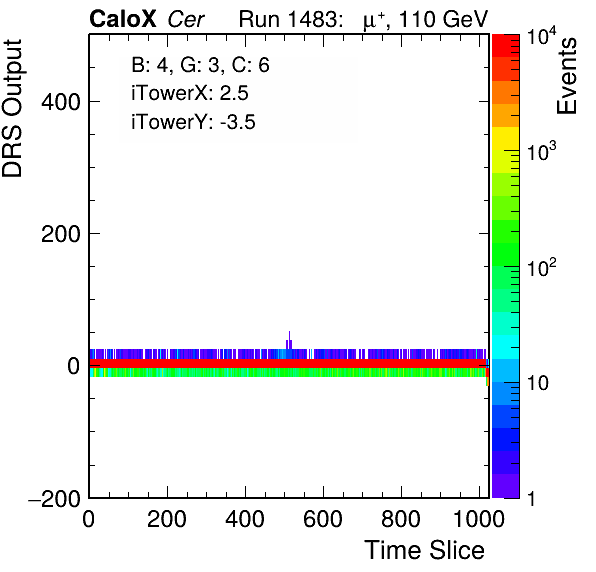 CaloX Cer Run 1483: μ⁺, 110 GeV
B: 4, G: 3, C: 6
iTowerX: 2.5
iTowerY: -3.5
DRS Output
400
200
0
−200
0 200 400 600 800 1000
Time Slice
Events
10⁴
10³
10²
10
1